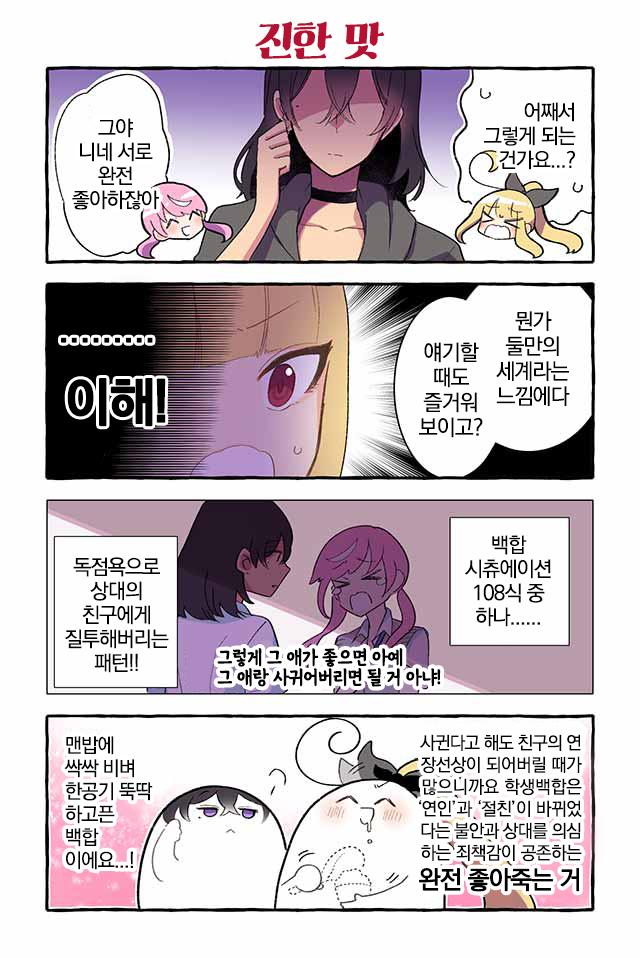 진한 맛
어째서
그렇게 되는
건가요...?
그야
니네 서로
완전
좋아하잖아
뭔가
둘만의
세계라는
느낌에다
얘기할
때도
즐거워
보이고?
·········
이해!
백합
시츄에이션
108식 중
하나……
독점욕으로
상대의
친구에게
질투해버리는
패턴!!
그렇게 그 애가 좋으면 아예
그 애랑 사귀어버리면 될 거 아냐!
사귄다고 해도 친구의 연
장선상이 되어버릴 때가
많으니까요 학생백합은
‘연인’과 ‘절친’이 바뀌었
다는 불안과 상대를 의심
하는 죄책감이 공존하는
완전 좋아죽는 거
맨밥에
싹싹 비벼
한공기 뚝딱
하고픈
백합
이에요...!